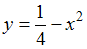 y = 1/4 − x²